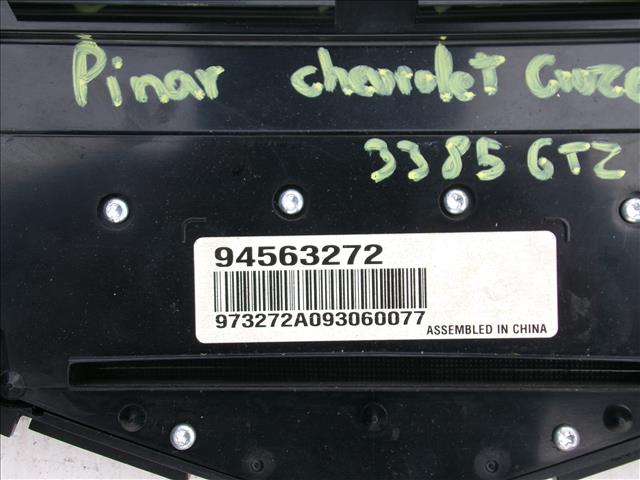 Pinar chevrolet Cruze
3385 GTZ
94563272
973272A093060077
ASSEMBLED IN CHINA